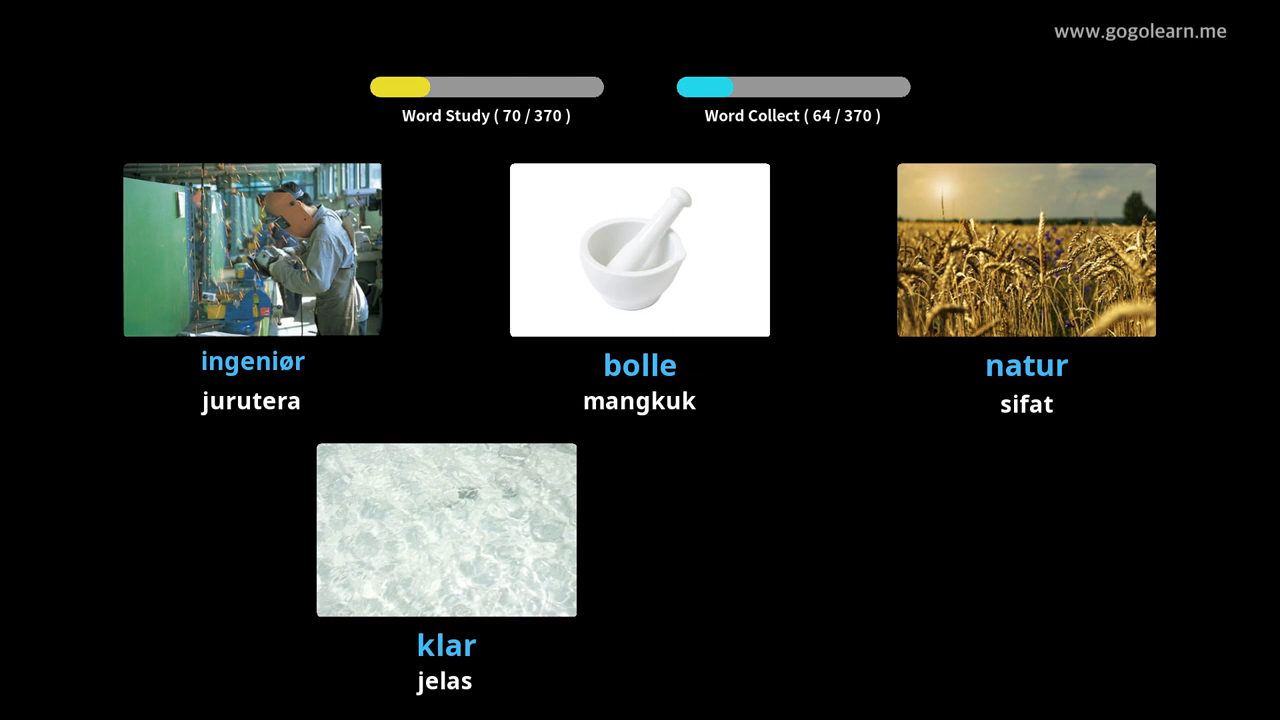 www.gogolearn.me
Word Study ( 70 / 370 )
Word Collect ( 64 / 370 )
ingeniør
jurutera
bolle
mangkuk
natur
sifat
klar
jelas